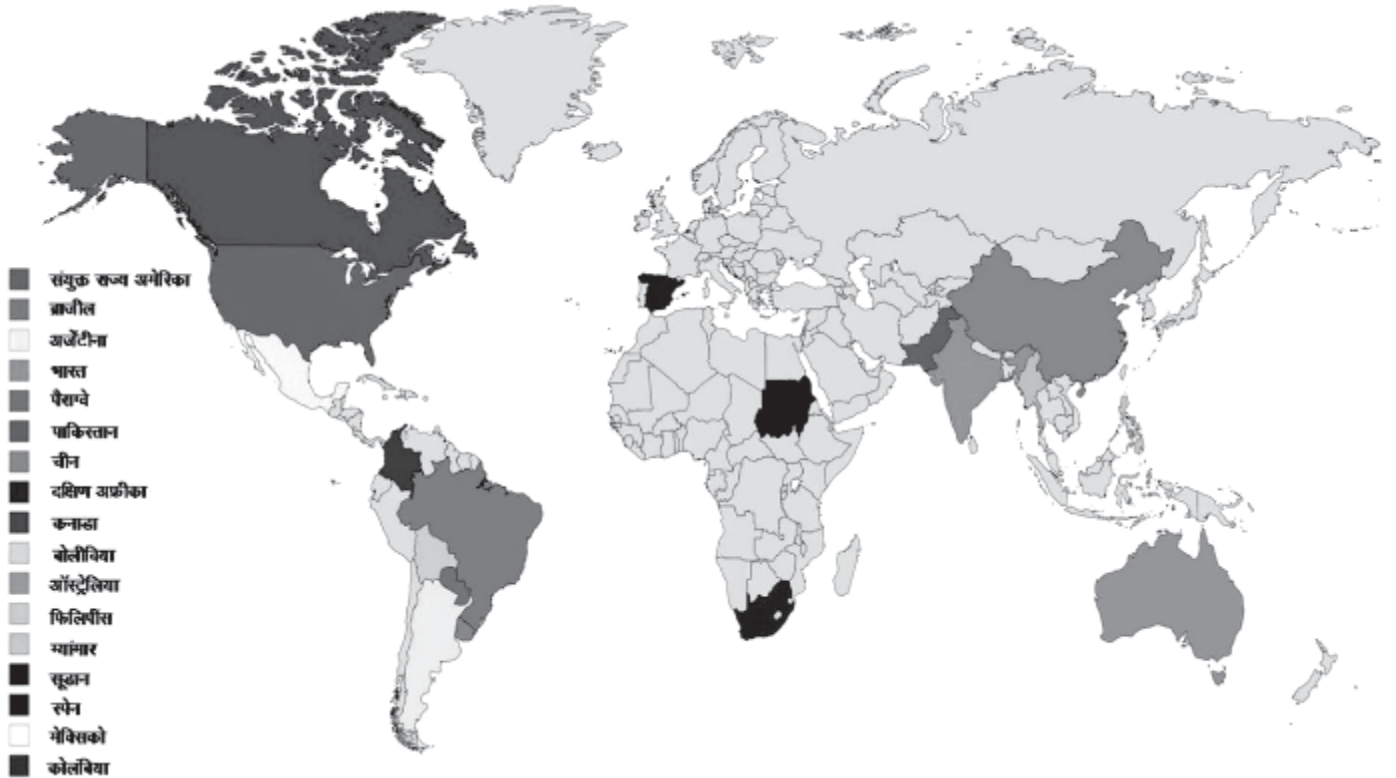 संयुक्त राज्य अमेरिका
ब्राजील
अर्जेंटीना
भारत
पैराग्वे
पाकिस्तान
चीन
दक्षिण अफ्रीका
कनाडा
बोलीविया
ऑस्ट्रेलिया
फिलिपींस
म्यांमार
सूडान
स्पेन
मेक्सिको
कोलंबिया